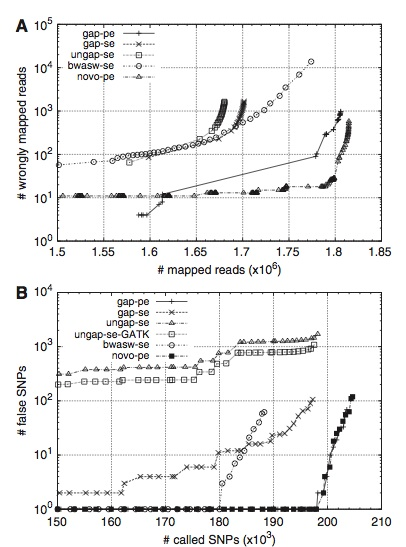 A
gap-pe
gap-se
ungap-se
bwasw-se
novo-pe
10^5
10^4
10^3
10^2
10^1
10^0
# wrongly mapped reads
1.5 1.55 1.6 1.65 1.7 1.75 1.8 1.85
# mapped reads (x10^6)
B
gap-pe
gap-se
ungap-se
ungap-se-GATK
bwasw-se
novo-pe
10^4
10^3
10^2
10^1
10^0
# false SNPs
150 160 170 180 190 200 210
# called SNPs (x10^3)